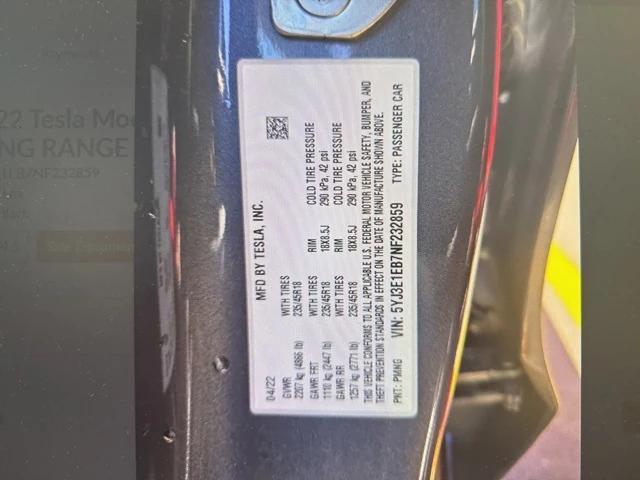 MFD BY TESLA, INC.
04/22
GVWR
2207 kg (4866 lb)
WITH TIRES
235/45R18
RIM
18X8.5J
COLD TIRE PRESSURE
290 kPa, 42 psi
GAWR FRT
1110 kg (2447 lb)
WITH TIRES
235/45R18
RIM
18X8.5J
COLD TIRE PRESSURE
290 kPa, 42 psi
GAWR RR
1257 kg (2771 lb)
THIS VEHICLE CONFORMS TO ALL APPLICABLE U.S. FEDERAL MOTOR VEHICLE SAFETY, BUMPER, AND
THEFT PREVENTION STANDARDS IN EFFECT ON THE DATE OF MANUFACTURE SHOWN ABOVE.
PNT: PMNG VIN: 5YJ3E1EB7NF232859 TYPE: PASSENGER CAR
22 Tesla Mod
NG RANGE
1EB7NF232859